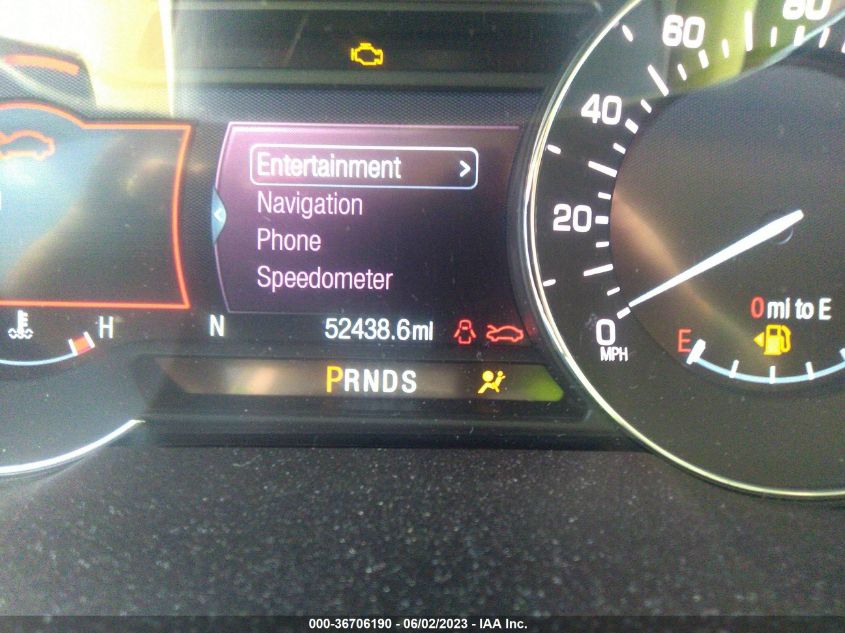 80
60
Entertainment >
40
Navigation
Phone
20
Speedometer
0 mi to E
H N 52438.6mi
0
MPH
E
PRNDS
000-36706190 - 06/02/2023 - IAA Inc.